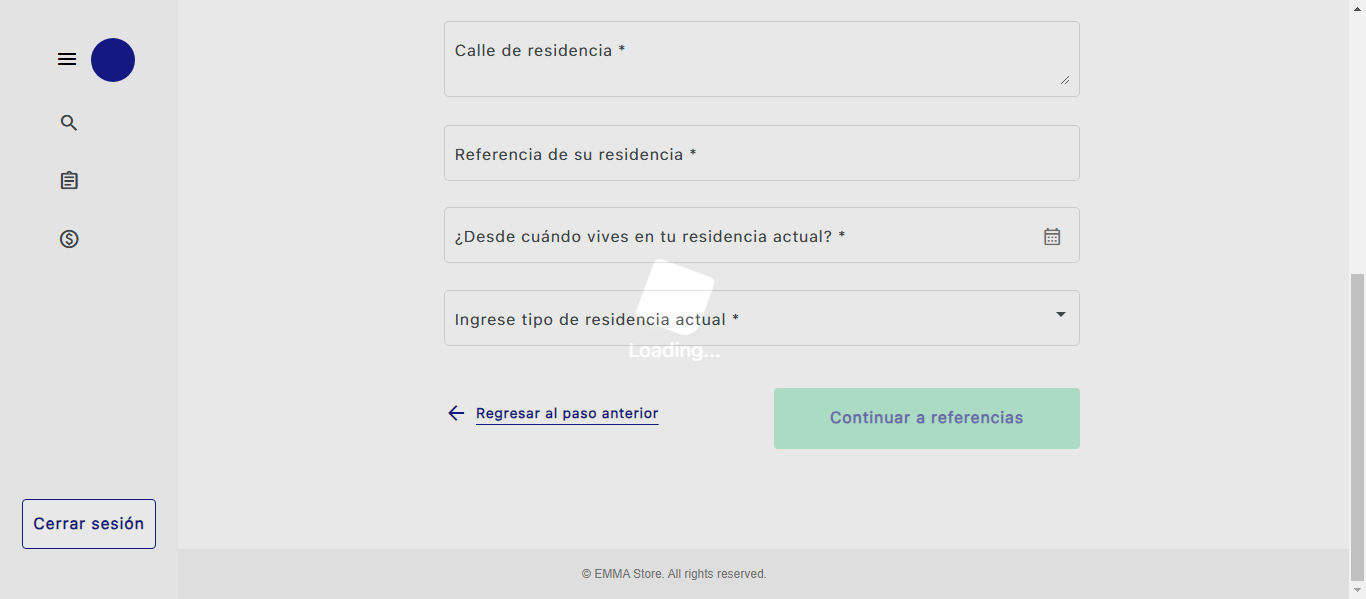 Calle de residencia *
Referencia de su residencia *
¿Desde cuándo vives en tu residencia actual? *
Ingrese tipo de residencia actual *
Loading...
Regresar al paso anterior
Continuar a referencias
Cerrar sesión
© EMMA Store. All rights reserved.